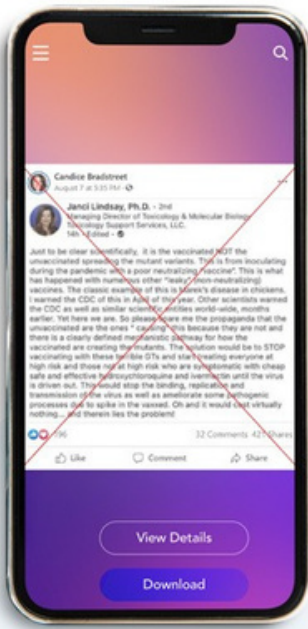 Candice Bradstreet
August 7 at 5:35 PM
Janci Lindsay, Ph.D. • 2nd
Managing Director of Toxicology & Molecular Biology
Toxicology Support Services, LLC.
14h • Edited •
Just to be clear scientifically, it is the vaccinated NOT the
unvaccinated spreading the mutant variants. This is from inoculating
during the pandemic with a poor neutralizing "vaccine". This is what
has happened with numerous other "leaky" (non-neutralizing)
vaccines. The classic example of this is Marek's disease in chickens.
I warned the CDC of this in April of this year. Other scientists warned
the CDC as well as similar scientific entities world-wide, months
earlier. Yet here we are. So please spare me the propaganda that the
unvaccinated are the ones "causing" this because they are not and
there is a clearly defined mechanistic pathway for how the
vaccinated are creating the mutants. The solution would be to STOP
vaccinating with these terrible GTs and start treating everyone at
high risk and those not at high risk who are symptomatic with cheap
safe and effective hydroxychloroquine and ivermectin until the virus
is driven out. This would stop the binding, replication and
transmission of the virus as well as ameliorate some pathogenic
processes due to spike in the vaxxed. Oh and it would cost virtually
nothing... and therein lies the problem!
196
32 Comments 421 Shares
Like Comment Share
View Details
Download